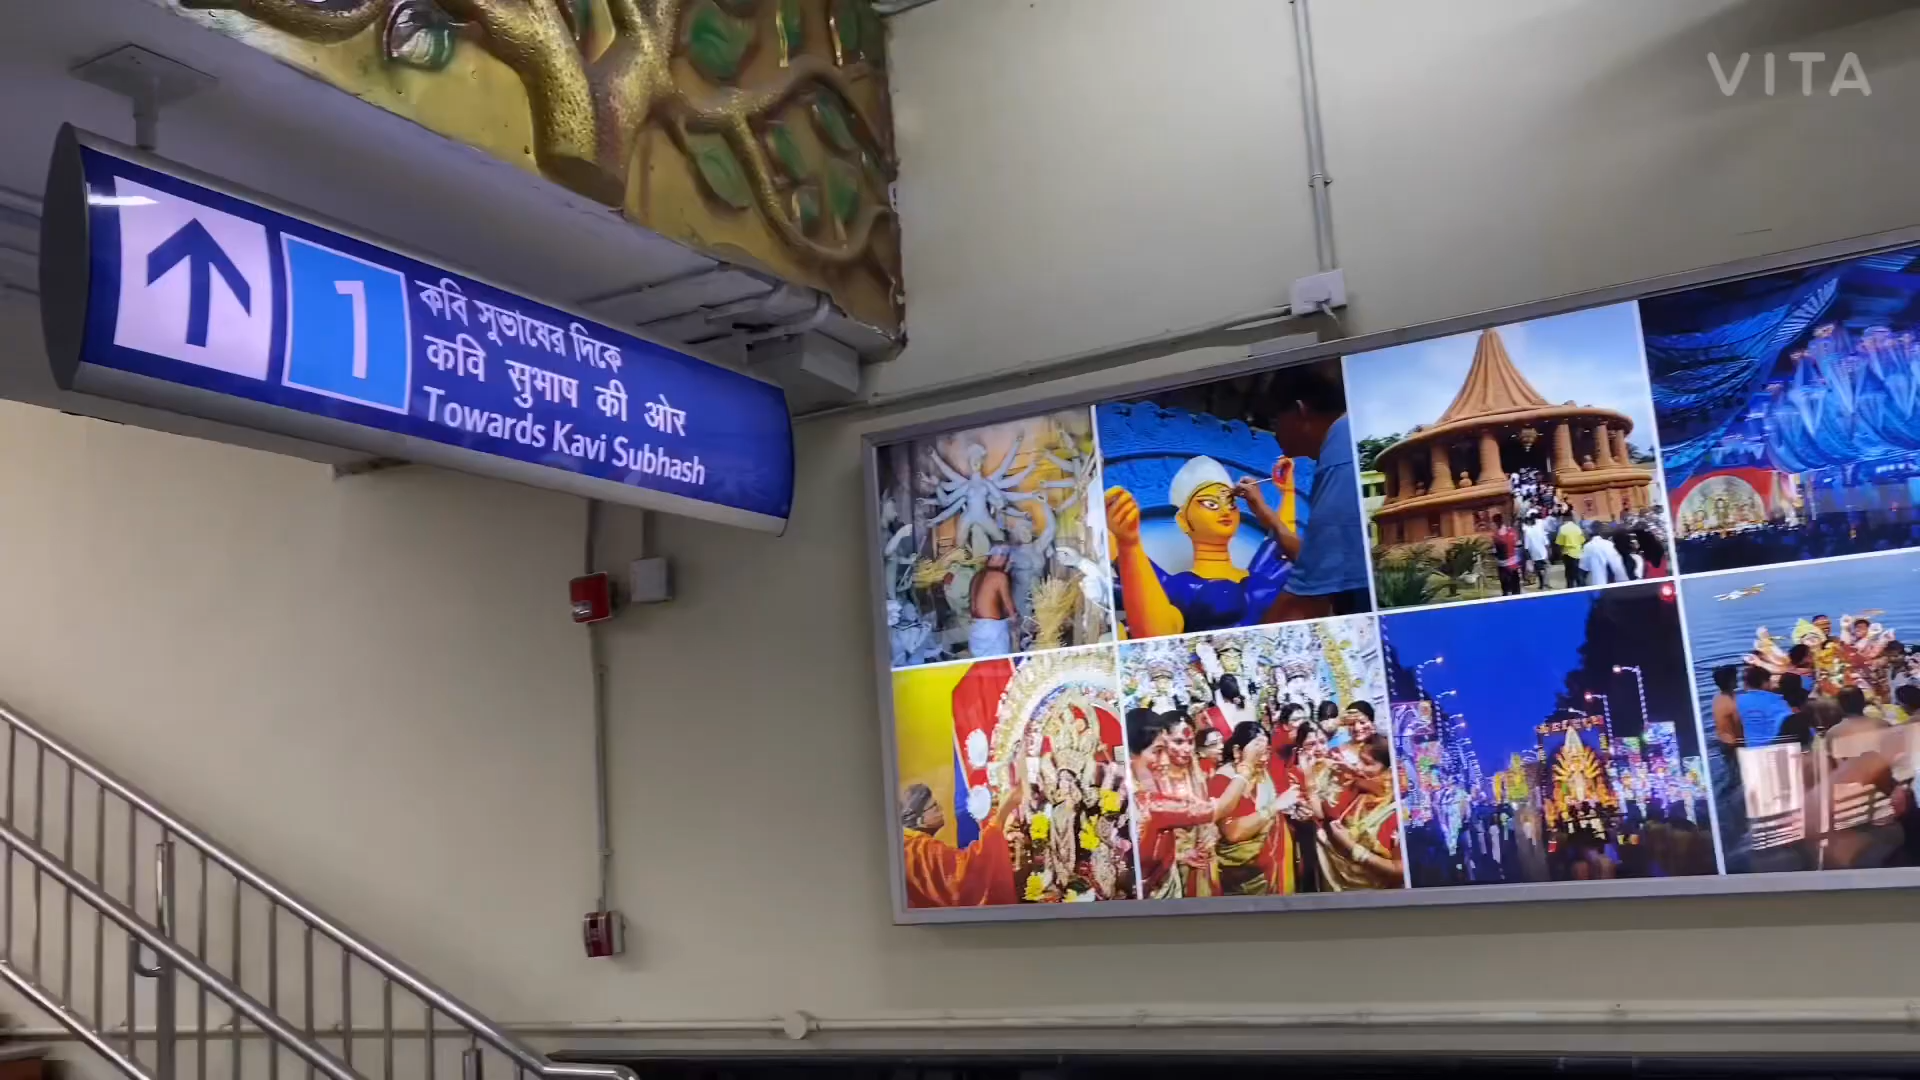 VITA
1
কবি সুভাষের দিকে
कवि सुभाष की ओर
Towards Kavi Subhash